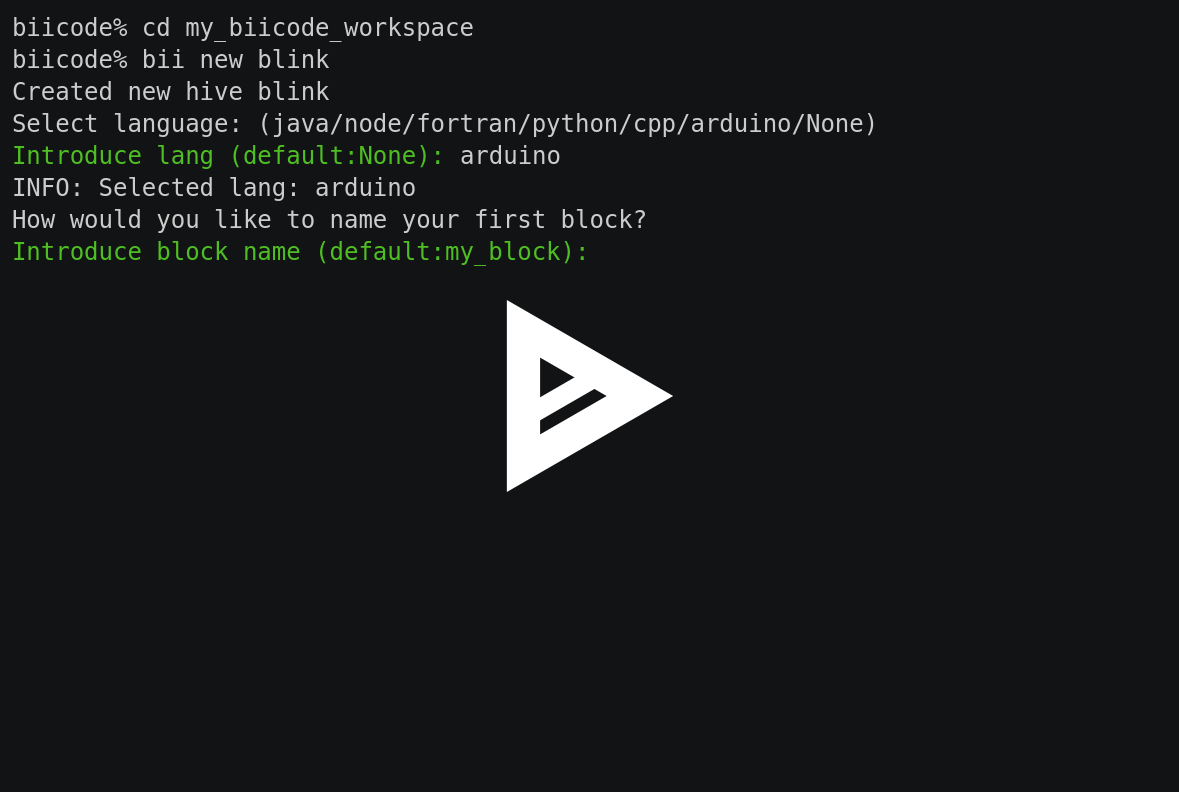 biicode% cd my_biicode_workspace
biicode% bii new blink
Created new hive blink
Select language: (java/node/fortran/python/cpp/arduino/None)
Introduce lang (default:None): arduino
INFO: Selected lang: arduino
How would you like to name your first block?
Introduce block name (default:my_block):